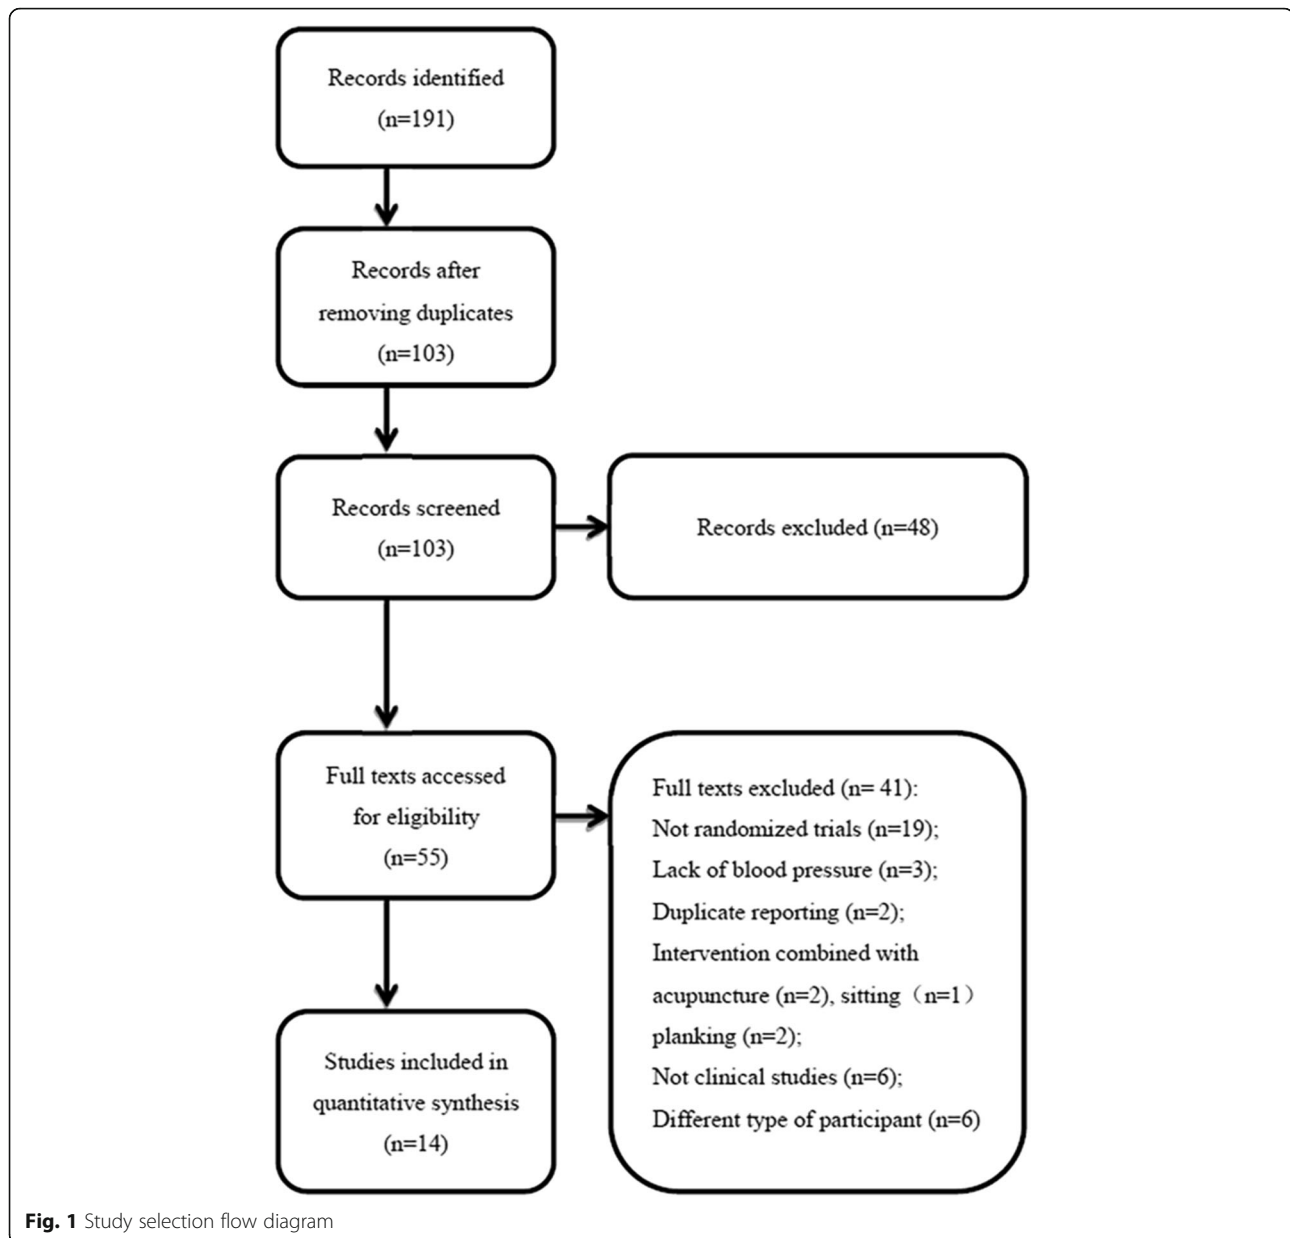 Records identified
(n=191)
Records after
removing duplicates
(n=103)
Records screened
(n=103)
Records excluded (n=48)
Full texts accessed
for eligibility
(n=55)
Full texts excluded (n= 41):
Not randomized trials (n=19);
Lack of blood pressure (n=3);
Duplicate reporting (n=2);
Intervention combined with
acupuncture (n=2), sitting（n=1）
planking (n=2);
Not clinical studies (n=6);
Different type of participant (n=6)
Studies included in
quantitative synthesis
(n=14)
Fig. 1 Study selection flow diagram